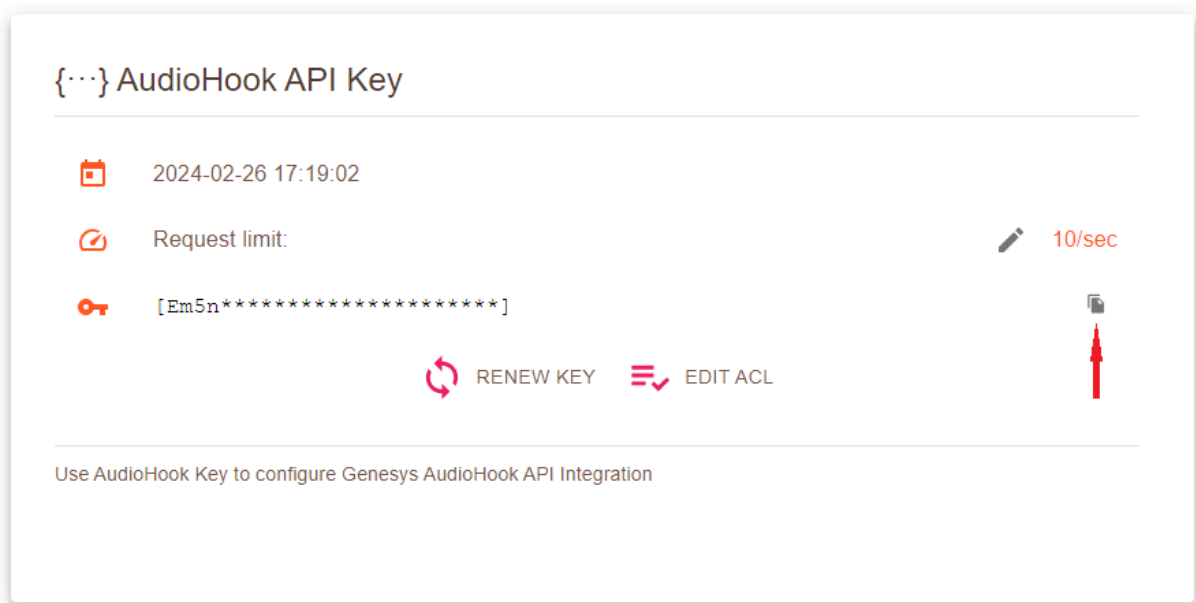 {···} AudioHook API Key
2024-02-26 17:19:02
Request limit: 10/sec
[Em5n*********************]
RENEW KEY EDIT ACL
Use AudioHook Key to configure Genesys AudioHook API Integration